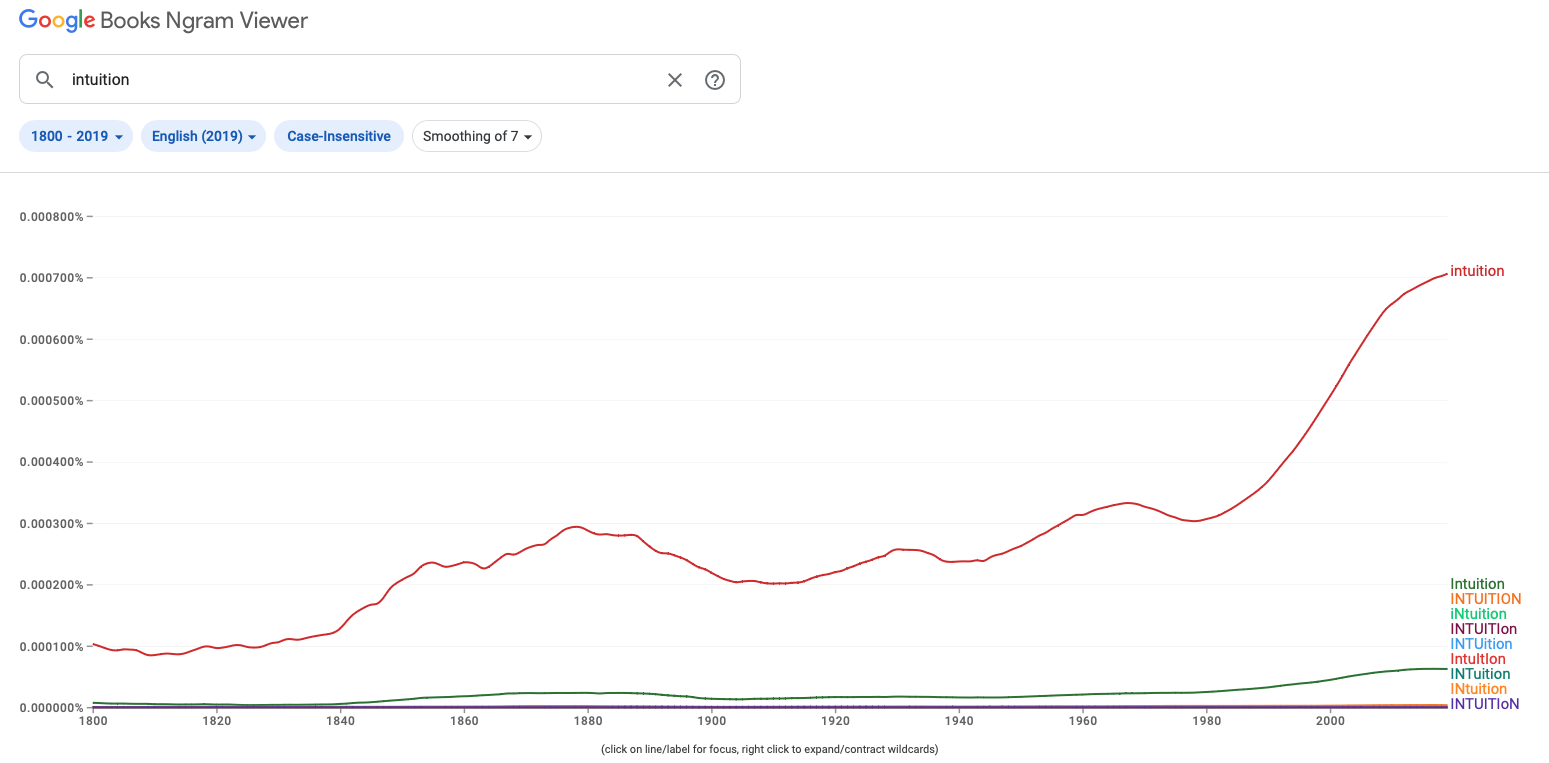 Google Books Ngram Viewer
intuition
1800 - 2019 English (2019) Case-Insensitive Smoothing of 7
0.000800%
0.000700%
intuition
0.000600%
0.000500%
0.000400%
0.000300%
0.000200%
Intuition
INTUITION
iNtuition
0.000100%
INTUITIon
INTUition
IntuItIon
INTuition
INtuition
0.000000%
INTUITIoN
1800 1820 1840 1860 1880 1900 1920 1940 1960 1980 2000
(click on line/label for focus, right click to expand/contract wildcards)